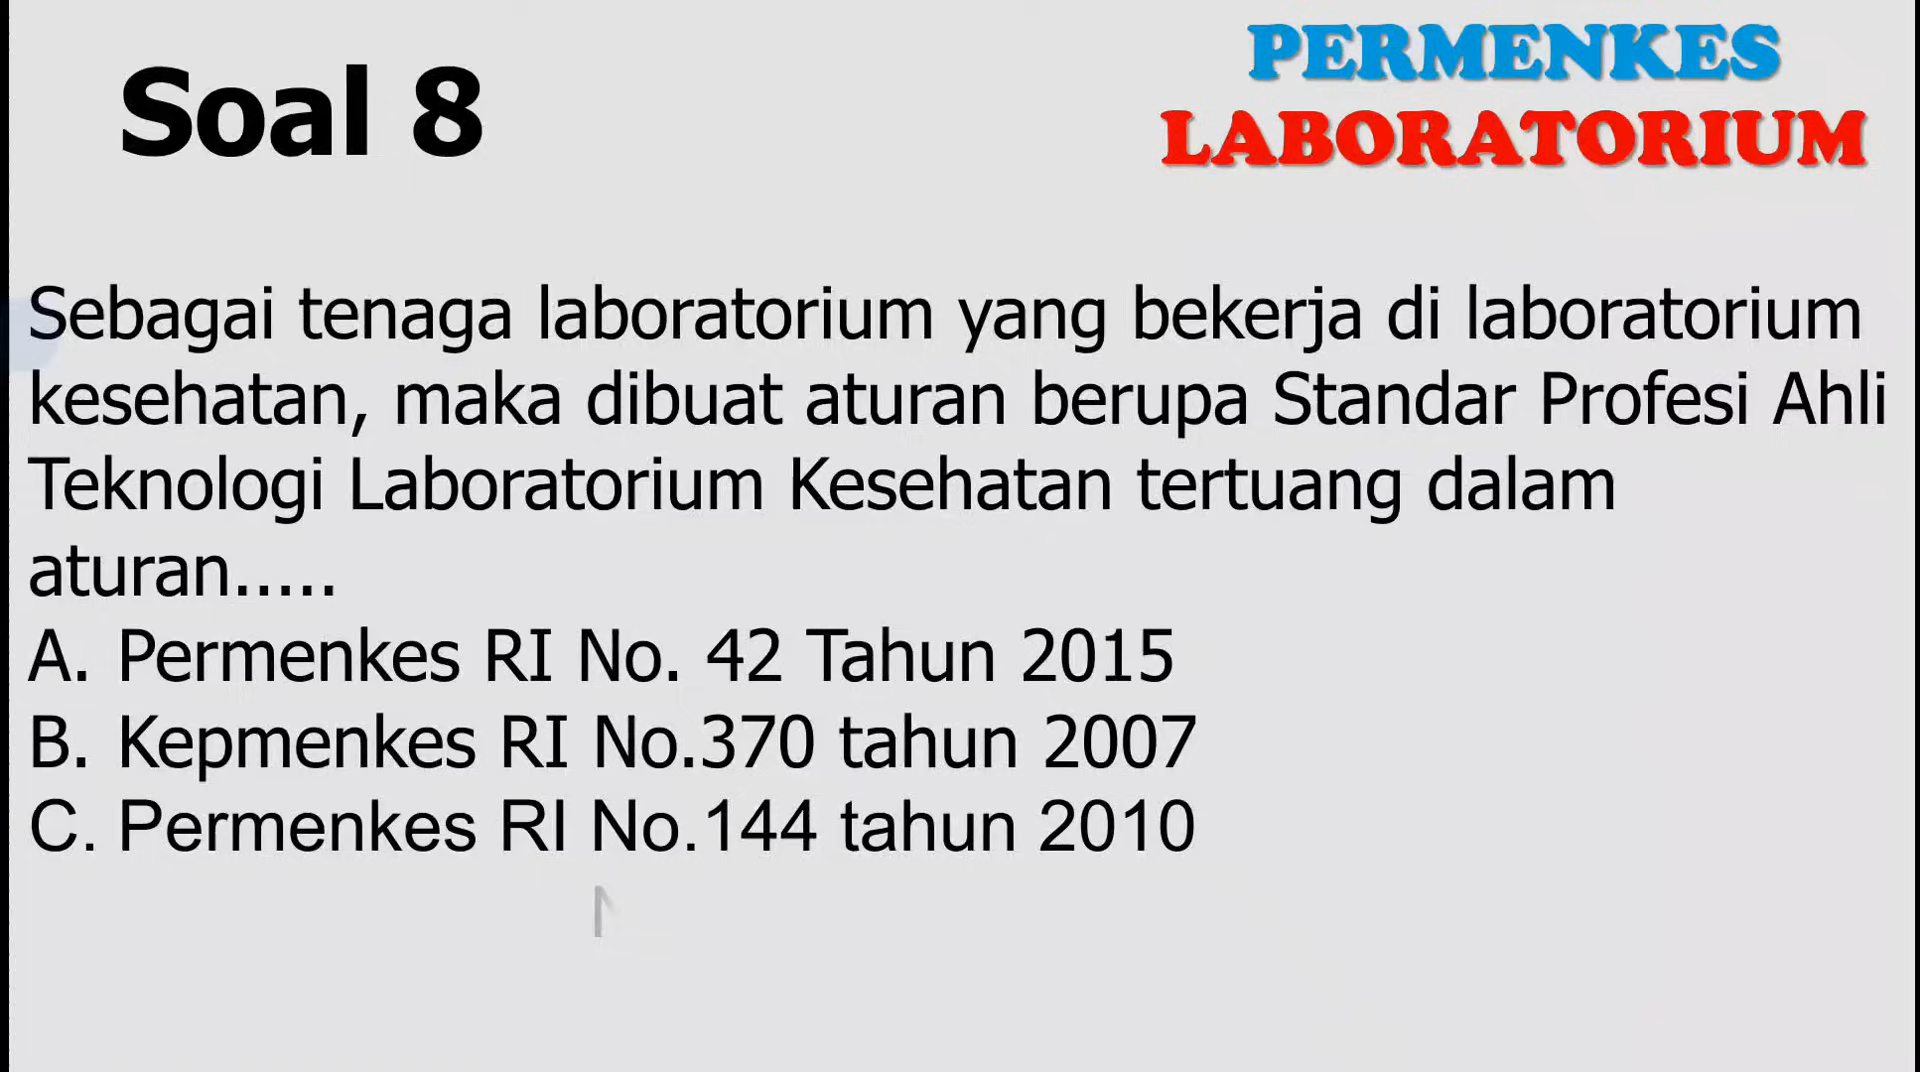 Soal 8
PERMENKES
LABORATORIUM
Sebagai tenaga laboratorium yang bekerja di laboratorium
kesehatan, maka dibuat aturan berupa Standar Profesi Ahli
Teknologi Laboratorium Kesehatan tertuang dalam
aturan.....
A. Permenkes RI No. 42 Tahun 2015
B. Kepmenkes RI No.370 tahun 2007
C. Permenkes RI No.144 tahun 2010